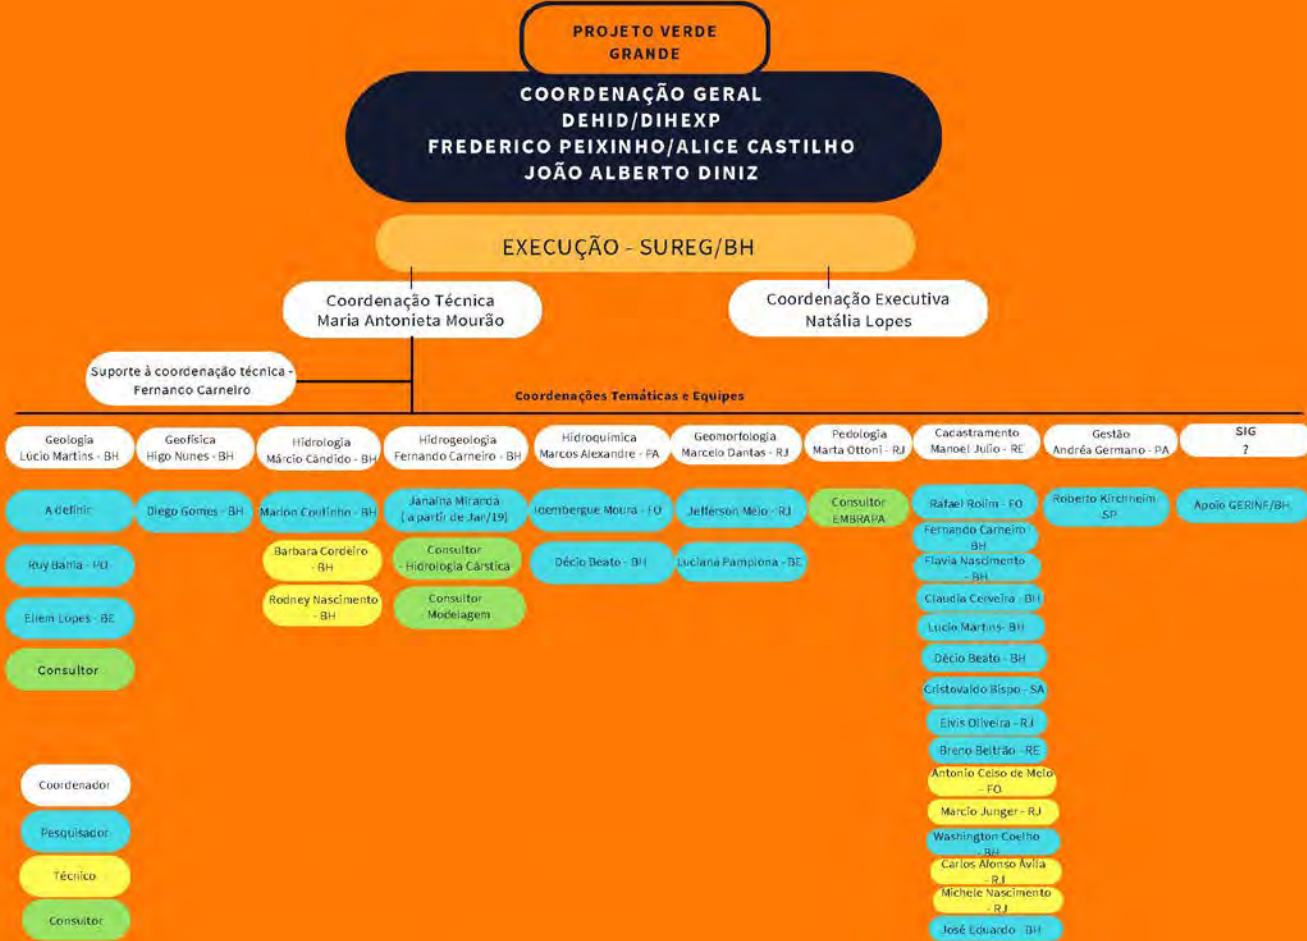 PROJETO VERDE
GRANDE
COORDENAÇÃO GERAL
DEHID/DIHEXP
FREDERICO PEIXINHO/ALICE CASTILHO
JOÃO ALBERTO DINIZ
EXECUÇÃO - SUREG/BH
Coordenação Técnica
Maria Antonieta Mourão
Coordenação Executiva
Natália Lopes
Suporte à coordenação técnica -
Fernando Carneiro
Coordenações Temáticas e Equipes
Geologia
Lúcio Martins - BH
Geofísica
Higo Nunes - BH
Hidrologia
Márcio Cândido - BH
Hidrogeologia
Fernando Carneiro - BH
Hidroquímica
Marcos Alexandre - PA
Geomorfologia
Marcelo Dantas - RJ
Pedologia
Marta Ottoni - RJ
Cadastramento
Manoel Julio - RE
Gestão
Andréa Germano - PA
SIG
?
A definir
Ruy Bahia - PO
Eliem Lopes - BE
Consultor
Diego Gomes - BH
Marlon Coutinho - BH
Barbara Cordeiro
- BH
Rodney Nascimento
- BH
Janaína Miranda
( a partir de Jan/19)
Consultor
- Hidrologia Cárstica
Consultor
- Modelagem
Idembergue Moura - FO
Décio Beato - BH
Jefferson Melo - RJ
Luciana Pamplona - BE
Consultor
EMBRAPA
Rafael Rolim - FO
Fernando Carneiro
- BH
Flavia Nascimento
- BH
Claudia Cerveira - BH
Lucio Martins- BH
Décio Beato - BH
Cristovaldo Bispo - SA
Elvis Oliveira - RJ
Breno Beltrão - RE
Antonio Celso de Melo
- FO
Marcio Junger - RJ
Washington Coelho
- BH
Carlos Afonso Ávila
- RJ
Michele Nascimento
- RJ
José Eduardo - BH
Roberto Kirchheim
SP
Apoio GERINF/BH
Coordenador
Pesquisador
Técnico
Consultor